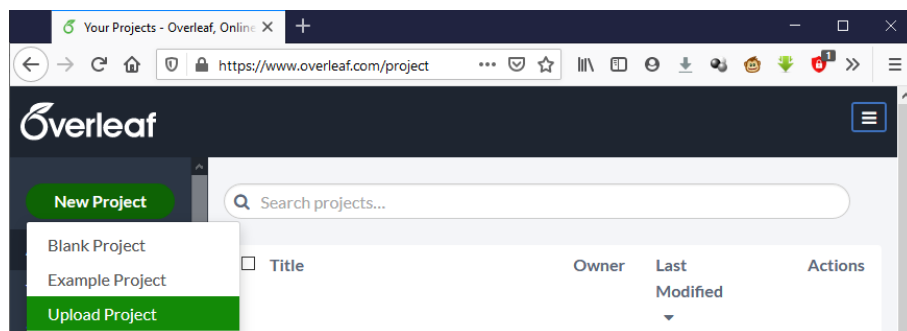 Your Projects - Overleaf, Online
https://www.overleaf.com/project
1
Overleaf
New Project
Search projects...
Blank Project
Title
Owner
Last
Modified
Actions
Example Project
Upload Project